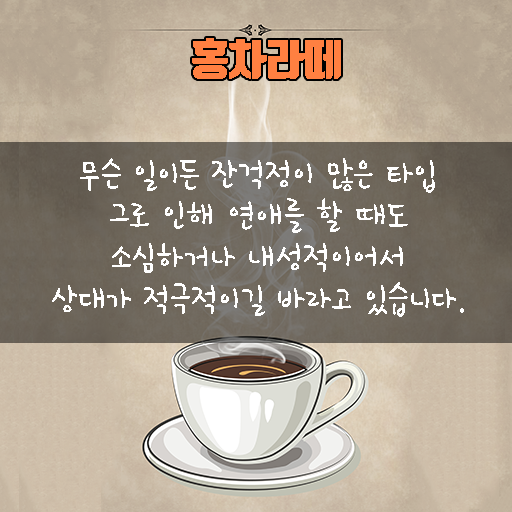 홍차라떼
무슨 일이든 잔걱정이 많은 타입
그로 인해 연애를 할 때도
소심하거나 내성적이어서
상대가 적극적이길 바라고 있습니다.